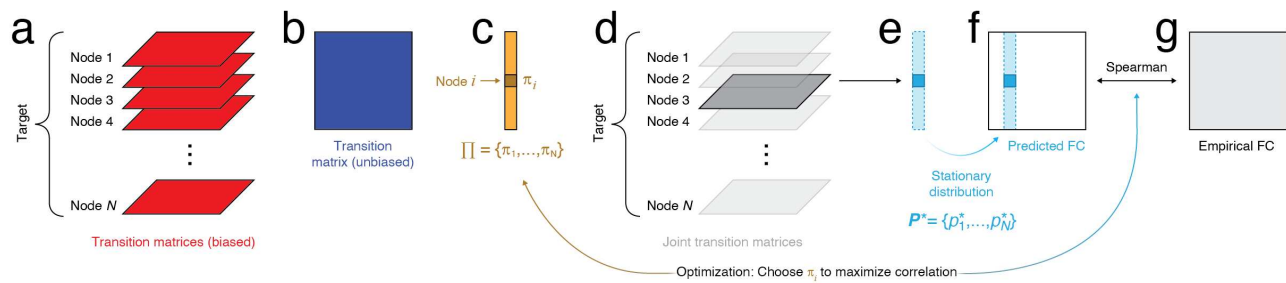 a
b
c
d
e
f
g
Target
Node 1
Node 2
Node 3
Node 4
⋮
Node N
Transition matrices (biased)
Transition
matrix (unbiased)
Node i
π_i
∏ = {π_1,...,π_N}
Target
Node 1
Node 2
Node 3
Node 4
⋮
Node N
Joint transition matrices
Stationary
distribution
P* = {p*_1,...,p*_N}
Predicted FC
Spearman
Empirical FC
Optimization: Choose π_i to maximize correlation